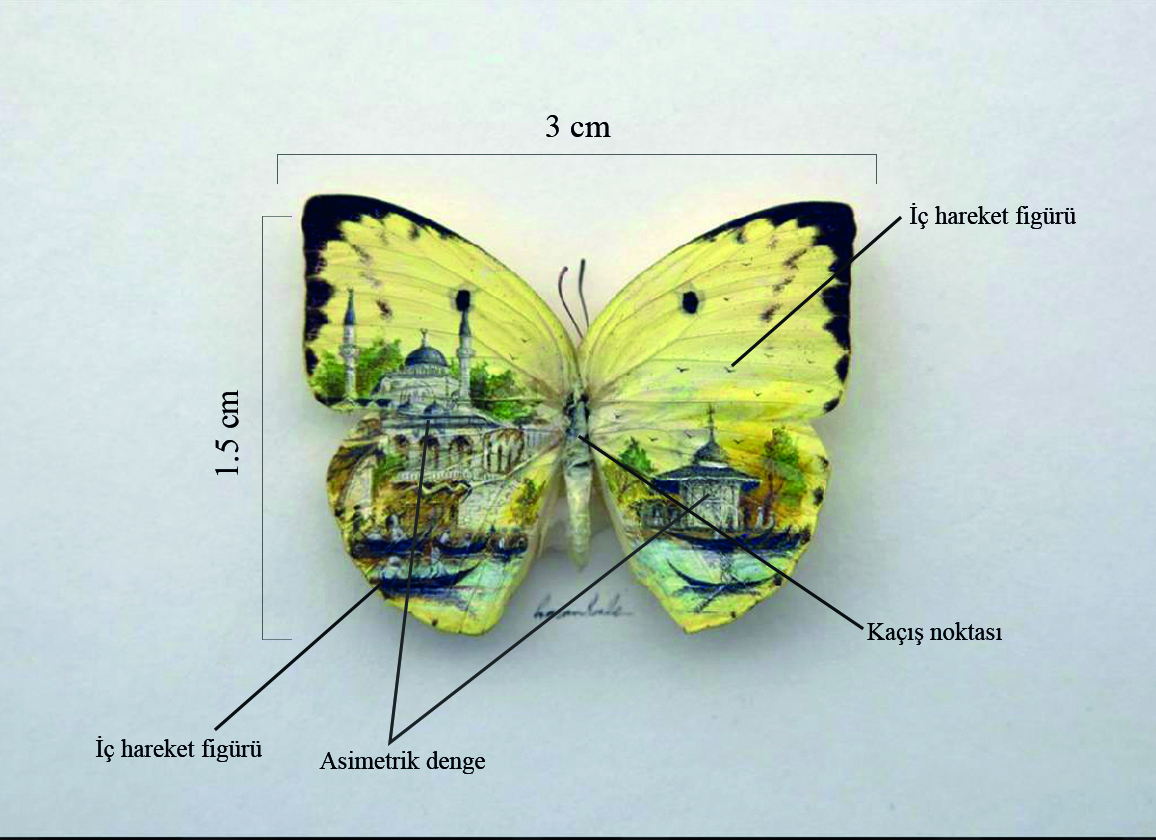 3 cm
İç hareket figürü
1.5 cm
Kaçış noktası
İç hareket figürü
Asimetrik denge